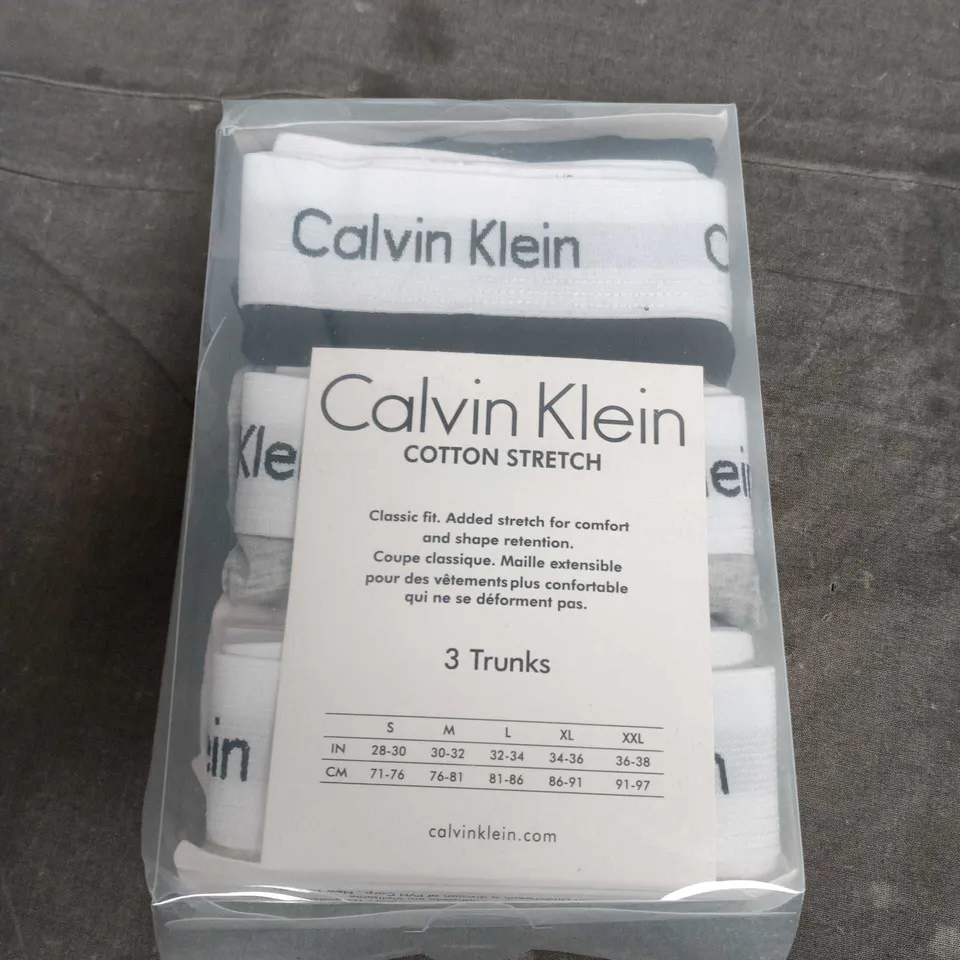 Calvin Klein C
Calvin Klein
COTTON STRETCH
Klei
lei
Classic fit. Added stretch for comfort
and shape retention.
Coupe classique. Maille extensible
pour des vêtements plus confortable
qui ne se déforment pas.
3 Trunks
S M L XL XXL
IN 28-30 30-32 32-34 34-36 36-38
CM 71-76 76-81 81-86 86-91 91-97
ein
n
calvinklein.com